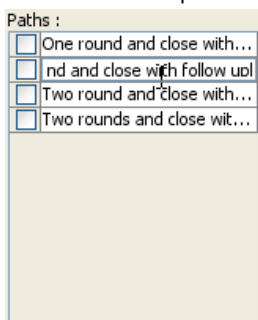 Paths :
One round and close with...
nd and close with follow up
Two round and close with...
Two rounds and close wit...